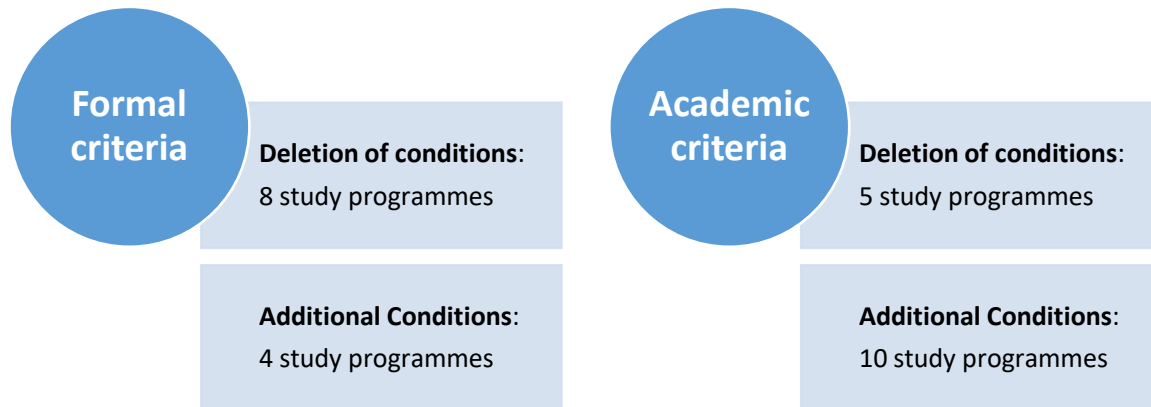 Formal
criteria
Deletion of conditions:
8 study programmes
Additional Conditions:
4 study programmes
Academic
criteria
Deletion of conditions:
5 study programmes
Additional Conditions:
10 study programmes